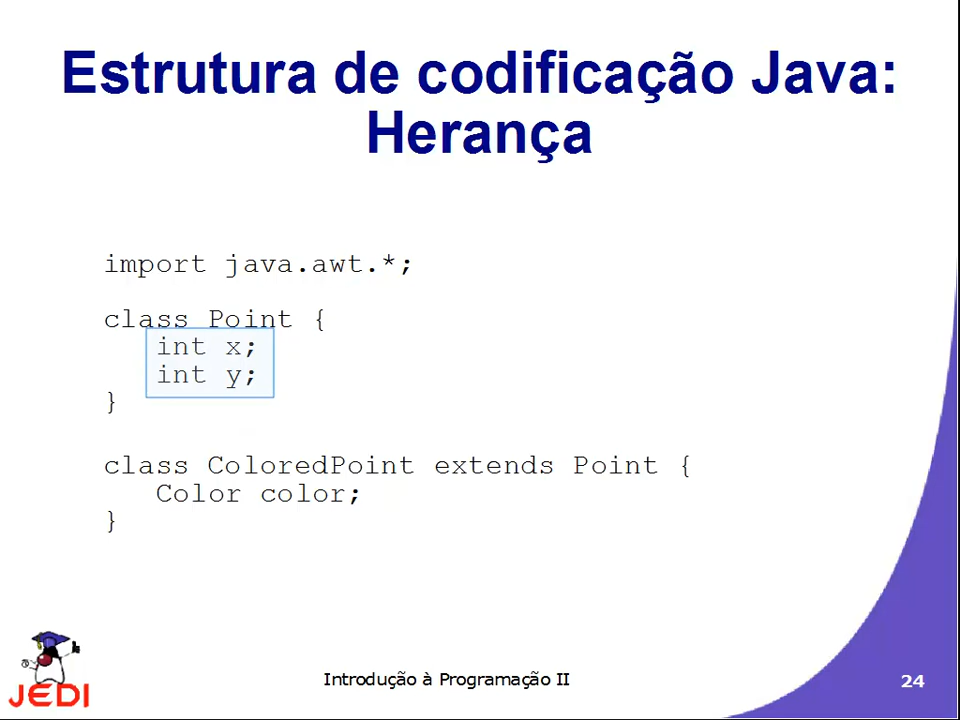 Estrutura de codificação Java:
Herança
import java.awt.*;
class Point {
int x;
int y;
}
class ColoredPoint extends Point {
Color color;
}
JEDI
Introdução à Programação II
24